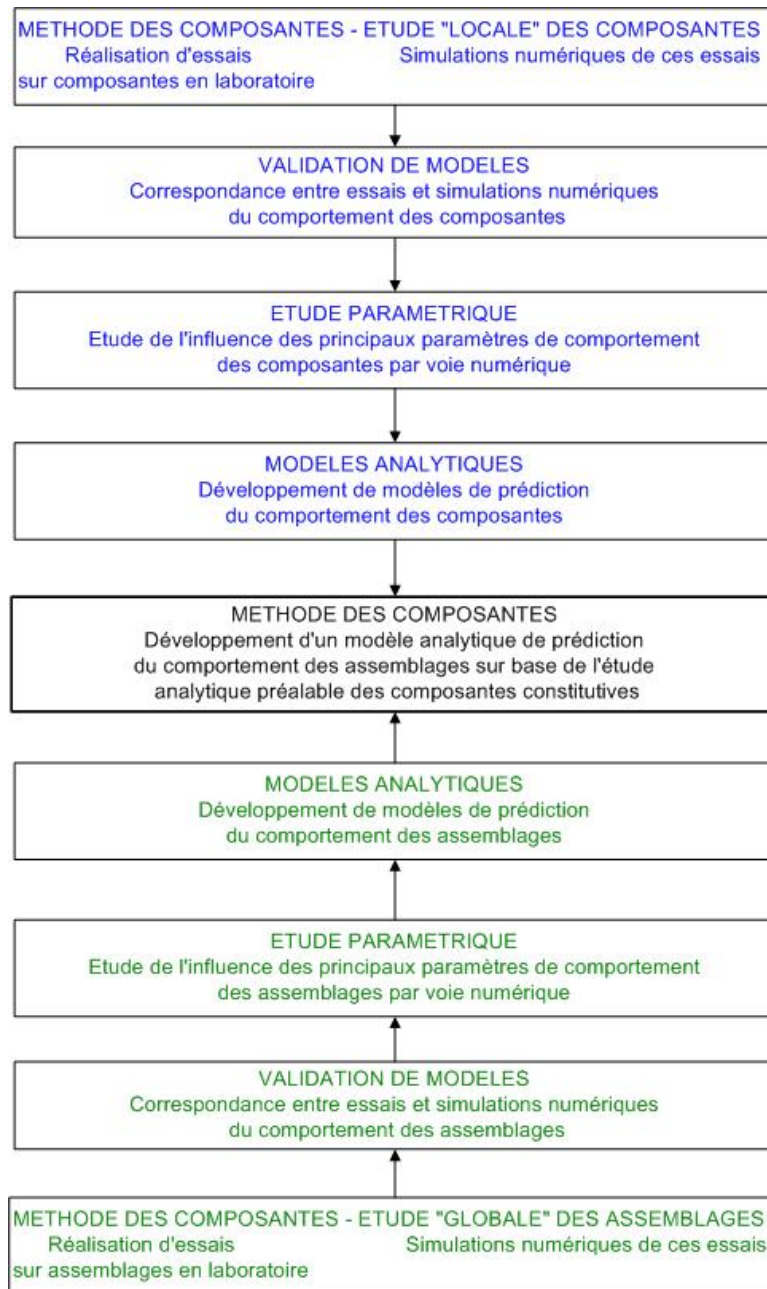 METHODE DES COMPOSANTES - ETUDE "LOCALE" DES COMPOSANTES
Réalisation d'essais Simulations numériques de ces essais
sur composantes en laboratoire
VALIDATION DE MODELES
Correspondance entre essais et simulations numériques
du comportement des composantes
ETUDE PARAMETRIQUE
Etude de l'influence des principaux paramètres de comportement
des composantes par voie numérique
MODELES ANALYTIQUES
Développement de modèles de prédiction
du comportement des composantes
METHODE DES COMPOSANTES
Développement d'un modèle analytique de prédiction
du comportement des assemblages sur base de l'étude
analytique préalable des composantes constitutives
MODELES ANALYTIQUES
Développement de modèles de prédiction
du comportement des assemblages
ETUDE PARAMETRIQUE
Etude de l'influence des principaux paramètres de comportement
des assemblages par voie numérique
VALIDATION DE MODELES
Correspondance entre essais et simulations numériques
du comportement des assemblages
METHODE DES COMPOSANTES - ETUDE "GLOBALE" DES ASSEMBLAGES
Réalisation d'essais Simulations numériques de ces essais
sur assemblages en laboratoire